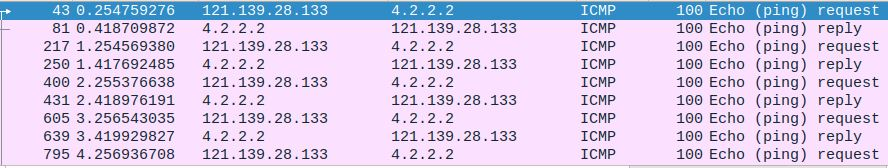 43 0.254759276 121.139.28.133 4.2.2.2 ICMP 100 Echo (ping) request
81 0.418709872 4.2.2.2 121.139.28.133 ICMP 100 Echo (ping) reply
217 1.254569380 121.139.28.133 4.2.2.2 ICMP 100 Echo (ping) request
250 1.417692485 4.2.2.2 121.139.28.133 ICMP 100 Echo (ping) reply
400 2.255376638 121.139.28.133 4.2.2.2 ICMP 100 Echo (ping) request
431 2.418976191 4.2.2.2 121.139.28.133 ICMP 100 Echo (ping) reply
605 3.256543035 121.139.28.133 4.2.2.2 ICMP 100 Echo (ping) request
639 3.419929827 4.2.2.2 121.139.28.133 ICMP 100 Echo (ping) reply
795 4.256936708 121.139.28.133 4.2.2.2 ICMP 100 Echo (ping) request